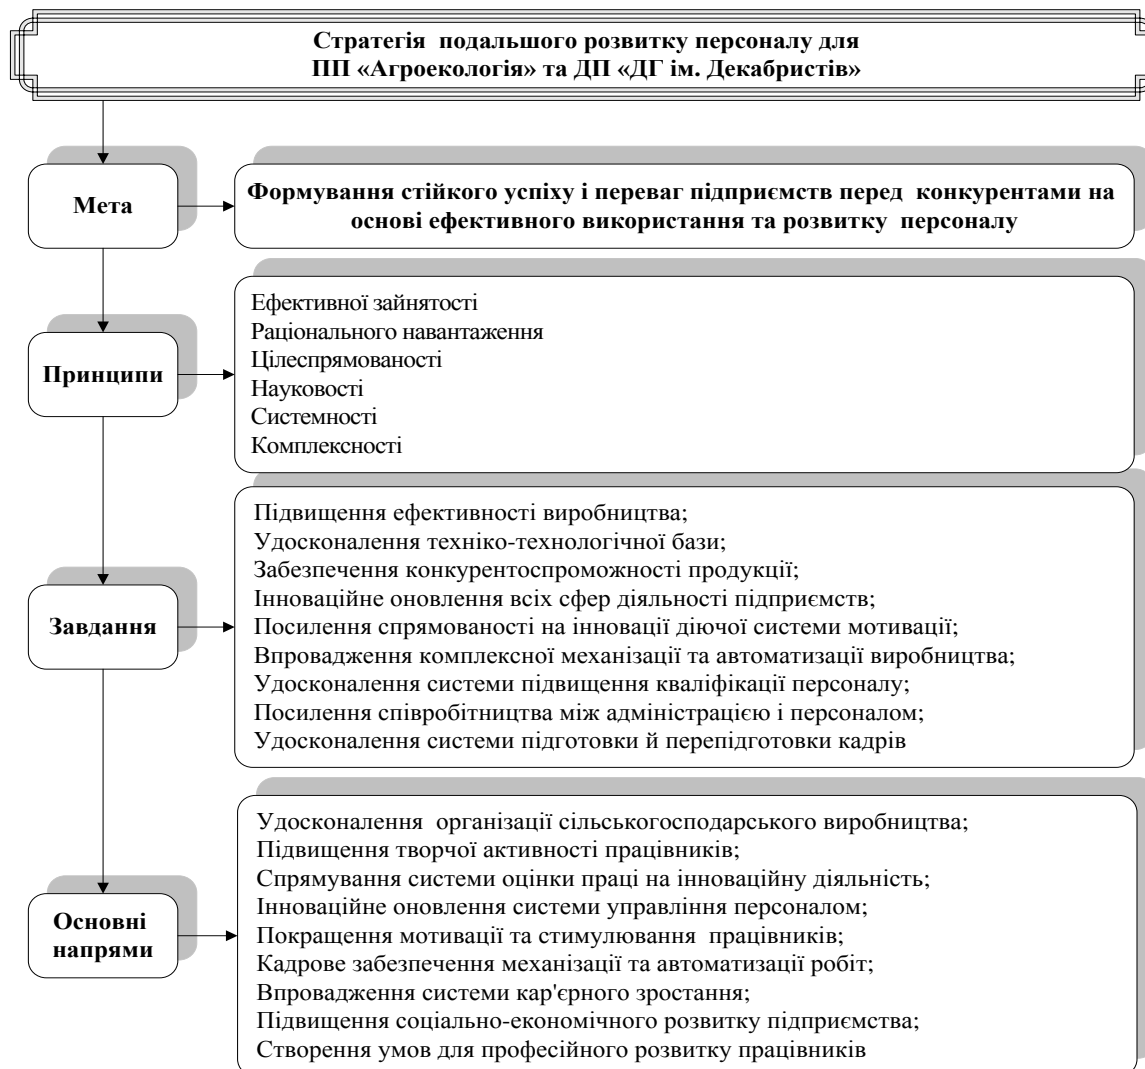 Стратегія подальшого розвитку персоналу для
ПП «Агроекологія» та ДП «ДГ ім. Декабристів»
Мета
Формування стійкого успіху і переваг підприємств перед конкурентами на
основі ефективного використання та розвитку персоналу
Принципи
Ефективної зайнятості
Раціонального навантаження
Цілеспрямованості
Науковості
Системності
Комплексності
Завдання
Підвищення ефективності виробництва;
Удосконалення техніко-технологічної бази;
Забезпечення конкурентоспроможності продукції;
Інноваційне оновлення всіх сфер діяльності підприємств;
Посилення спрямованості на інновації діючої системи мотивації;
Впровадження комплексної механізації та автоматизації виробництва;
Удосконалення системи підвищення кваліфікації персоналу;
Посилення співробітництва між адміністрацією і персоналом;
Удосконалення системи підготовки й перепідготовки кадрів
Основні
напрями
Удосконалення організації сільськогосподарського виробництва;
Підвищення творчої активності працівників;
Спрямування системи оцінки праці на інноваційну діяльність;
Інноваційне оновлення системи управління персоналом;
Покращення мотивації та стимулювання працівників;
Кадрове забезпечення механізації та автоматизації робіт;
Впровадження системи кар'єрного зростання;
Підвищення соціально-економічного розвитку підприємства;
Створення умов для професійного розвитку працівників